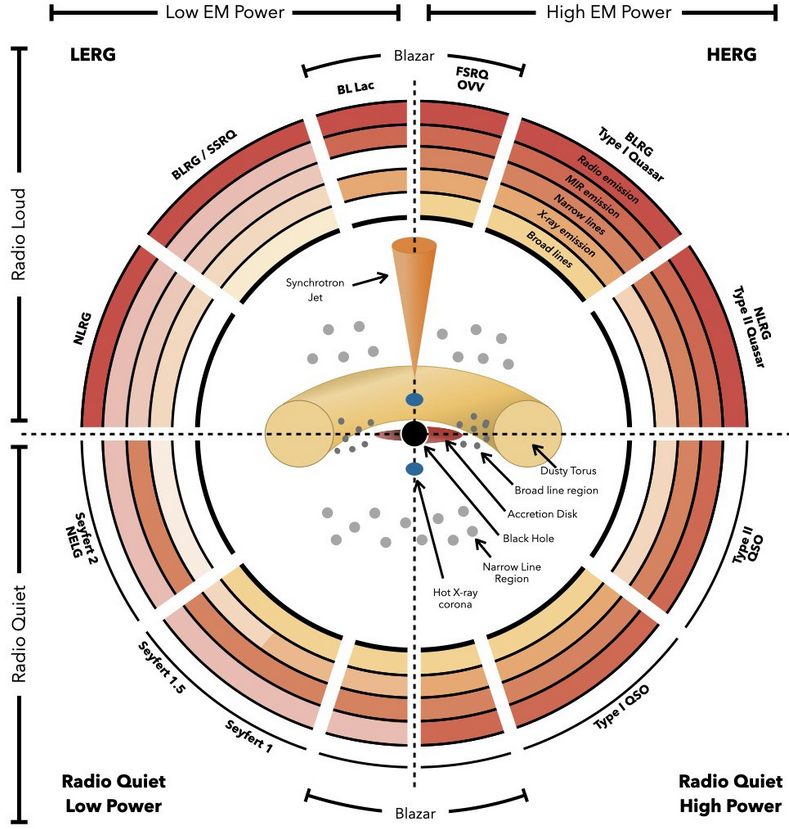 Low EM Power
High EM Power
LERG
HERG
Blazar
BL Lac
FSRQ
OVV
BLRG / SSRQ
BLRG
Type I Quasar
Radio emission
MIR emission
Narrow lines
X-ray emission
Broad lines
Radio Loud
NLRG
NLRG
Type II Quasar
Synchrotron
Jet
Dusty Torus
Broad line region
Accretion Disk
Black Hole
Narrow Line
Region
Hot X-ray
corona
Radio Quiet
Seyfert 2
NELG
Type II
QSO
Seyfert 1.5
Seyfert 1
Type I QSO
Radio Quiet
Low Power
Radio Quiet
High Power
Blazar